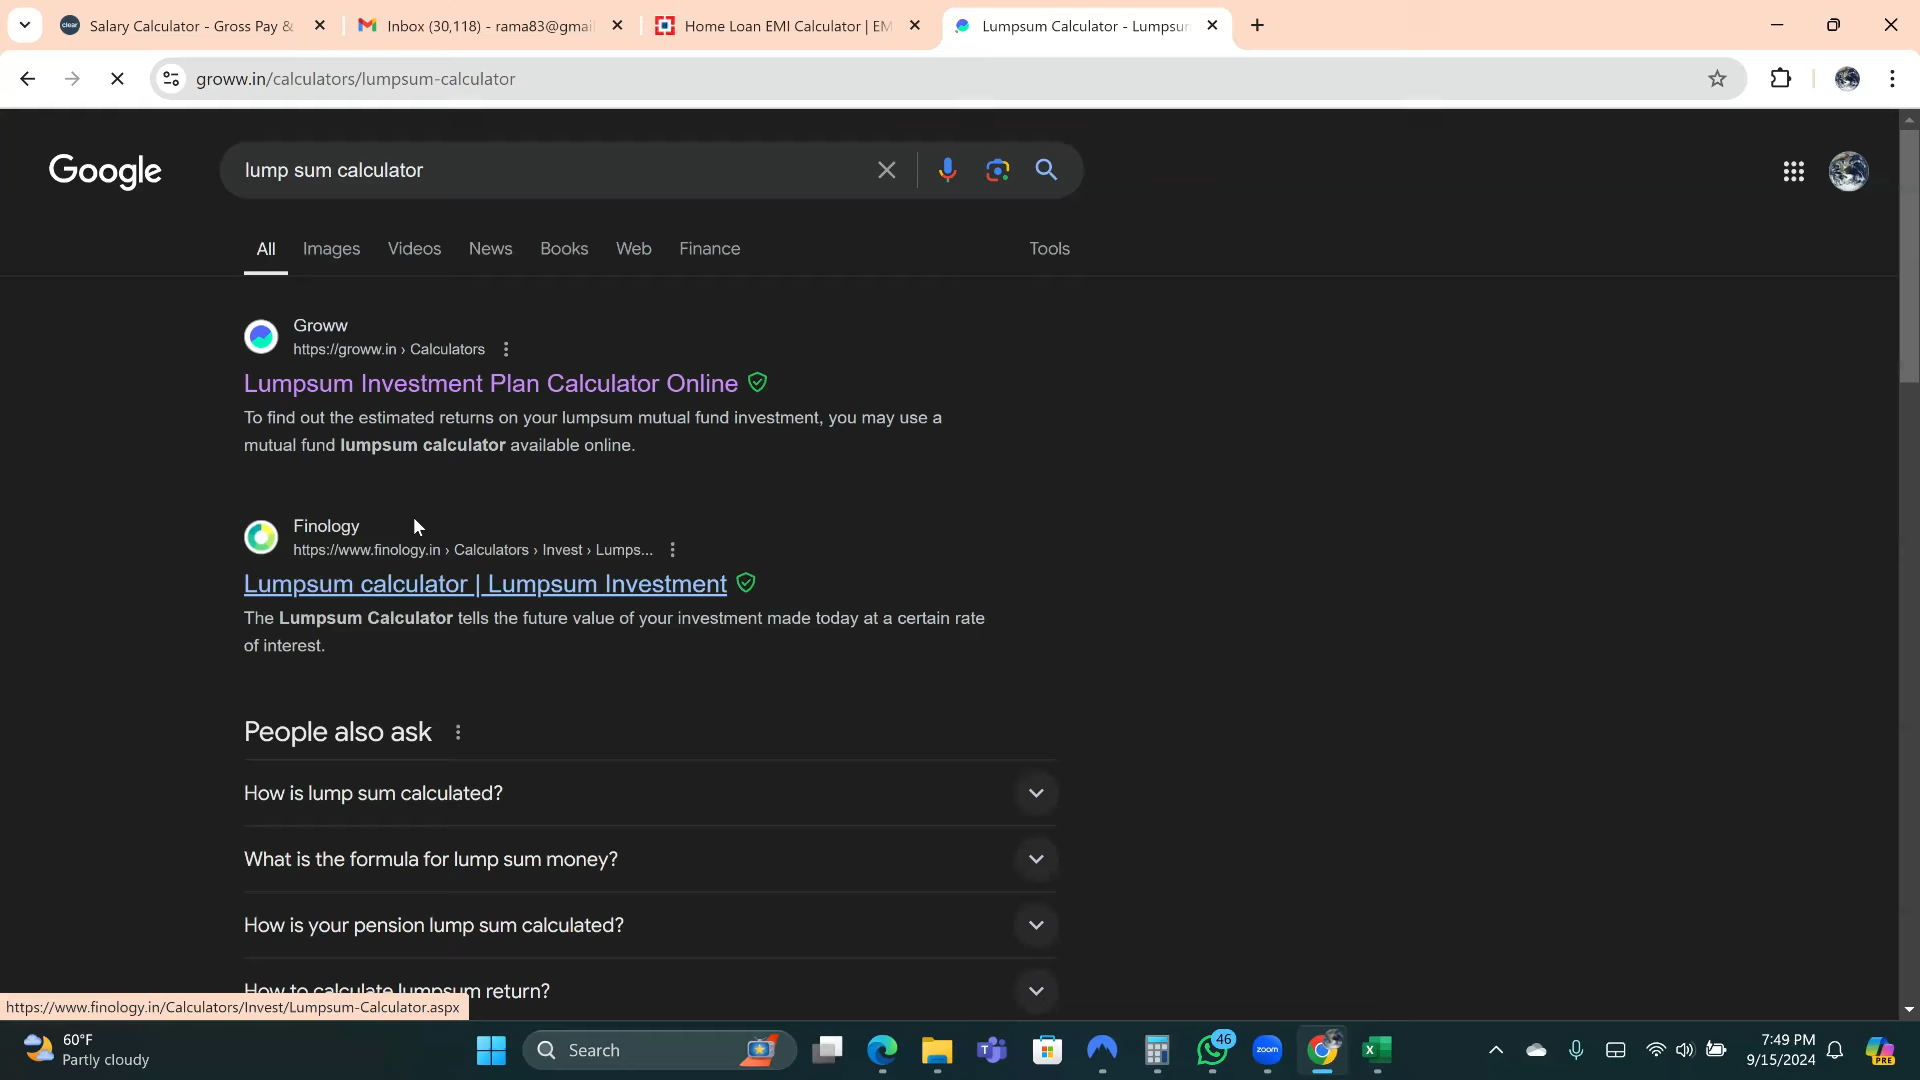 Salary Calculator - Gross Pay &
Inbox (30,118) - rama83@gmail
Home Loan EMI Calculator | EM
Lumpsum Calculator - Lumpsum
groww.in/calculators/lumpsum-calculator
Google
lump sum calculator
All
Images
Videos
News
Books
Web
Finance
Tools
Groww
https://groww.in › Calculators
Lumpsum Investment Plan Calculator Online
To find out the estimated returns on your lumpsum mutual fund investment, you may use a
mutual fund lumpsum calculator available online.
Finology
https://www.finology.in › Calculators › Invest › Lumps...
Lumpsum calculator | Lumpsum Investment
The Lumpsum Calculator tells the future value of your investment made today at a certain rate
of interest.
People also ask
How is lump sum calculated?
What is the formula for lump sum money?
How is your pension lump sum calculated?
How to calculate lumpsum return?
https://www.finology.in/Calculators/Invest/Lumpsum-Calculator.aspx
60°F
Partly cloudy
Search
46
zoom
7:49 PM
9/15/2024
PRE